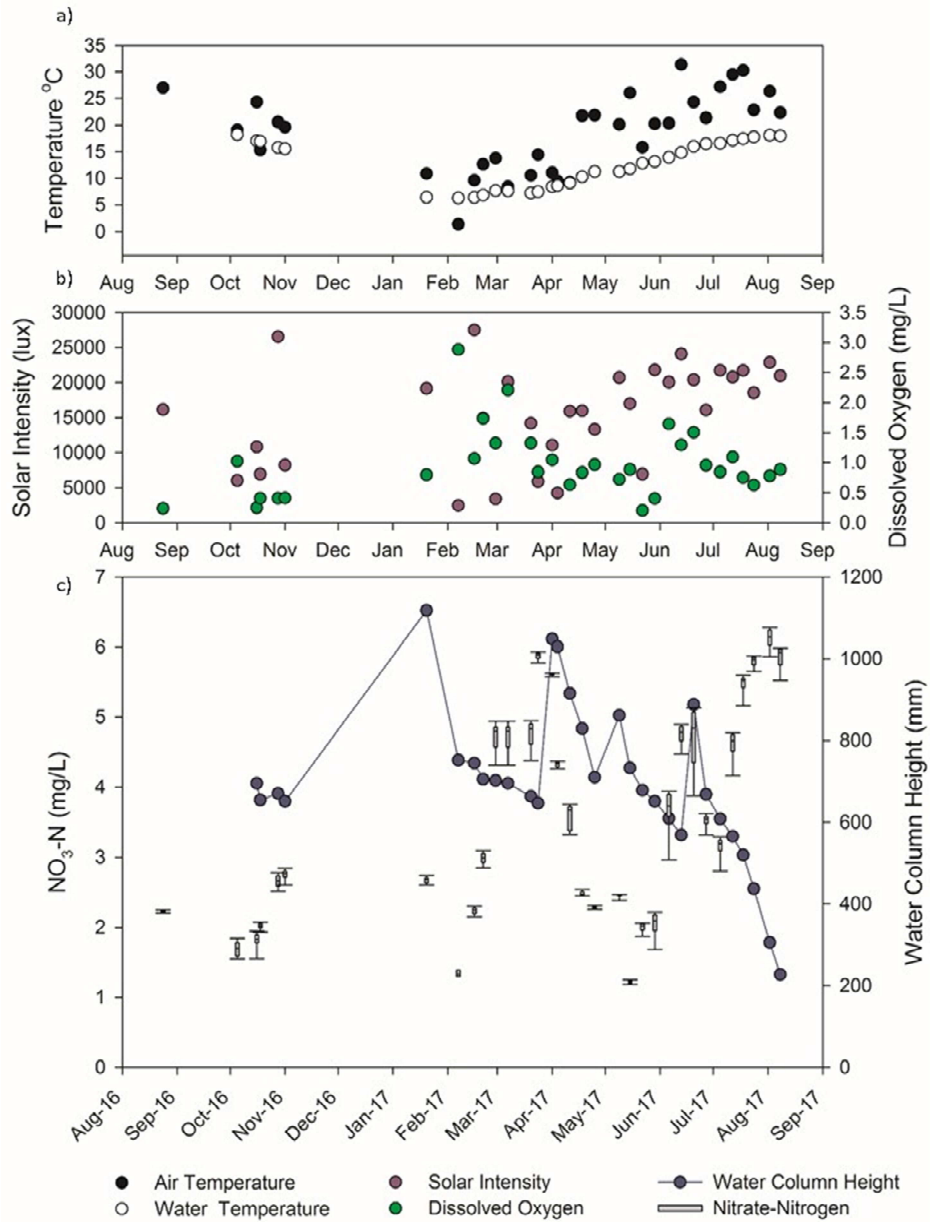 a)
35
30
25
20
15
10
5
0
Temperature °C
Aug Sep Oct Nov Dec Jan Feb Mar Apr May Jun Jul Aug Sep
b)
30000 3.5
25000 3.0
20000 2.5
15000 2.0
10000 1.5
5000 1.0
0 0.5
0.0
Solar Intensity (lux)
Dissolved Oxygen (mg/L)
Aug Sep Oct Nov Dec Jan Feb Mar Apr May Jun Jul Aug Sep
c)
7 1200
6 1000
5 800
4 600
3 400
2 200
1 0
0
NO3-N (mg/L)
Water Column Height (mm)
Aug-16 Sep-16 Oct-16 Nov-16 Dec-16 Jan-17 Feb-17 Mar-17 Apr-17 May-17 Jun-17 Jul-17 Aug-17 Sep-17
Air Temperature Solar Intensity Water Column Height
Water Temperature Dissolved Oxygen Nitrate-Nitrogen